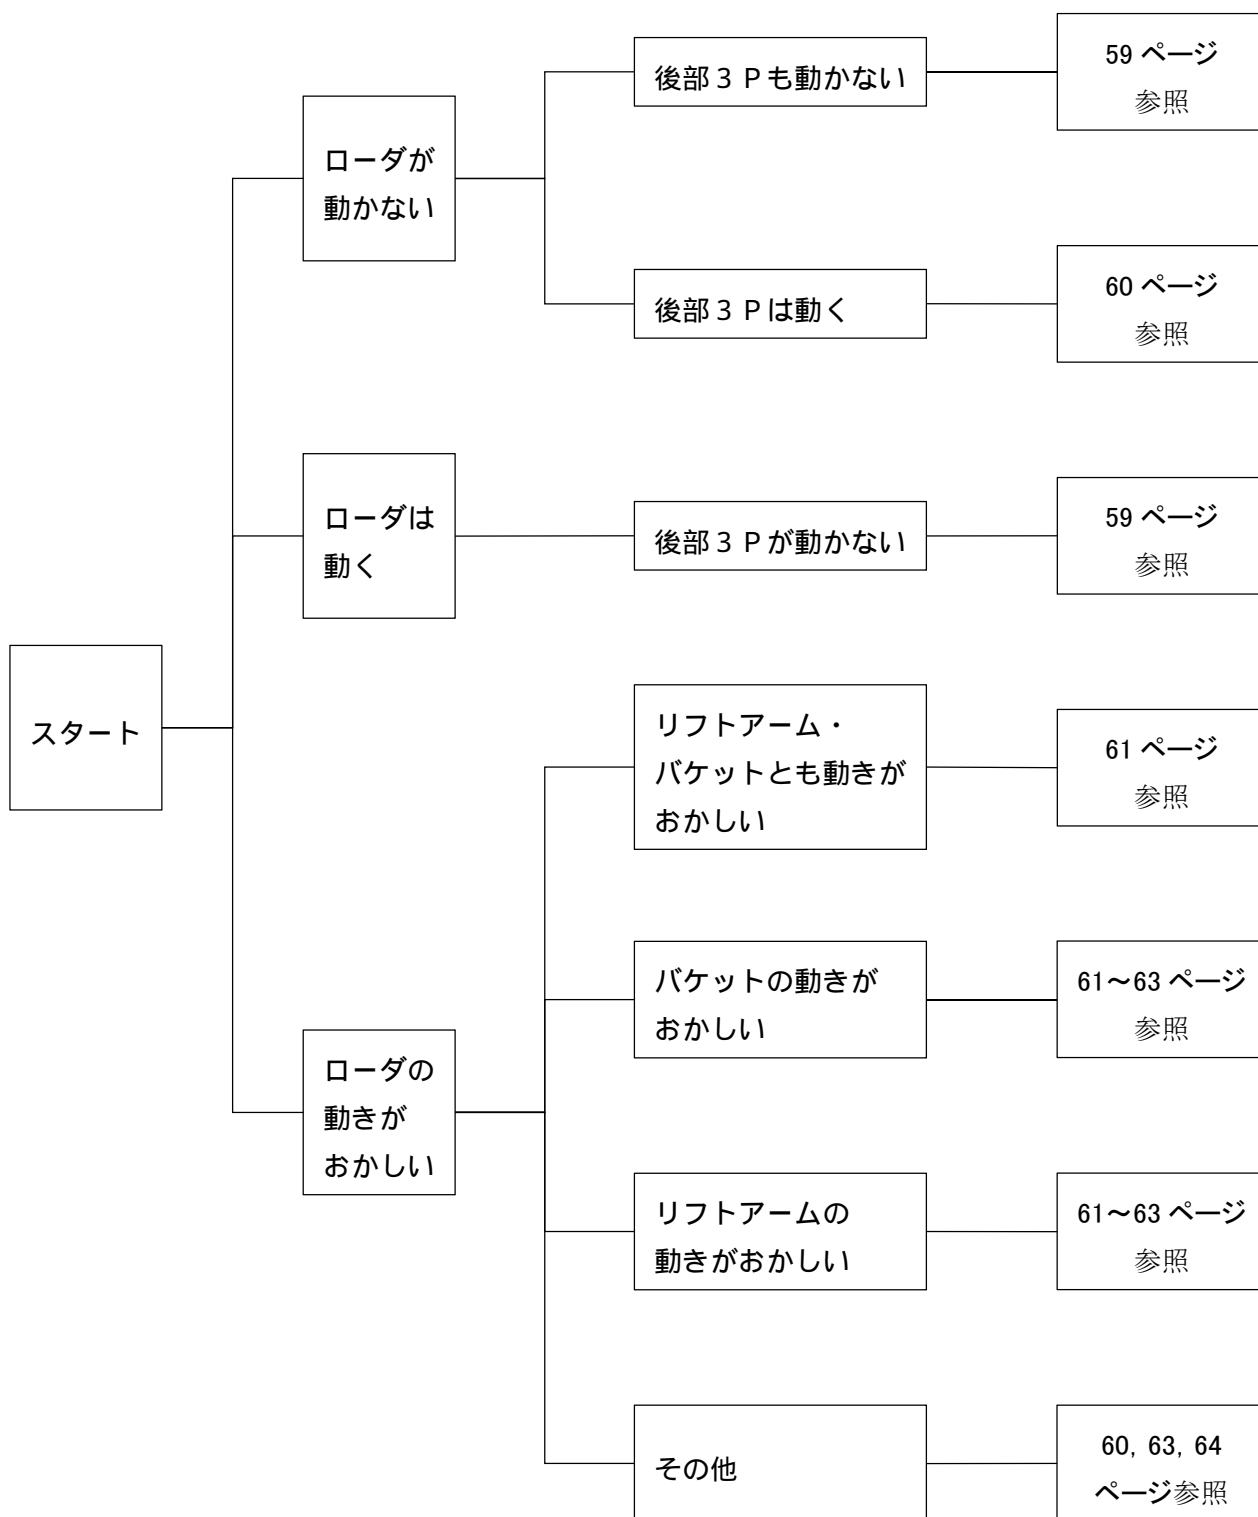 スタート
ローダが
動かない
後部３Ｐも動かない
59 ページ
参照
後部３Ｐは動く
60 ページ
参照
ローダは
動く
後部３Ｐが動かない
59 ページ
参照
ローダの
動きが
おかしい
リフトアーム・
バケットとも動きが
おかしい
61 ページ
参照
バケットの動きが
おかしい
61～63 ページ
参照
リフトアームの
動きがおかしい
61～63 ページ
参照
その他
60, 63, 64
ページ参照